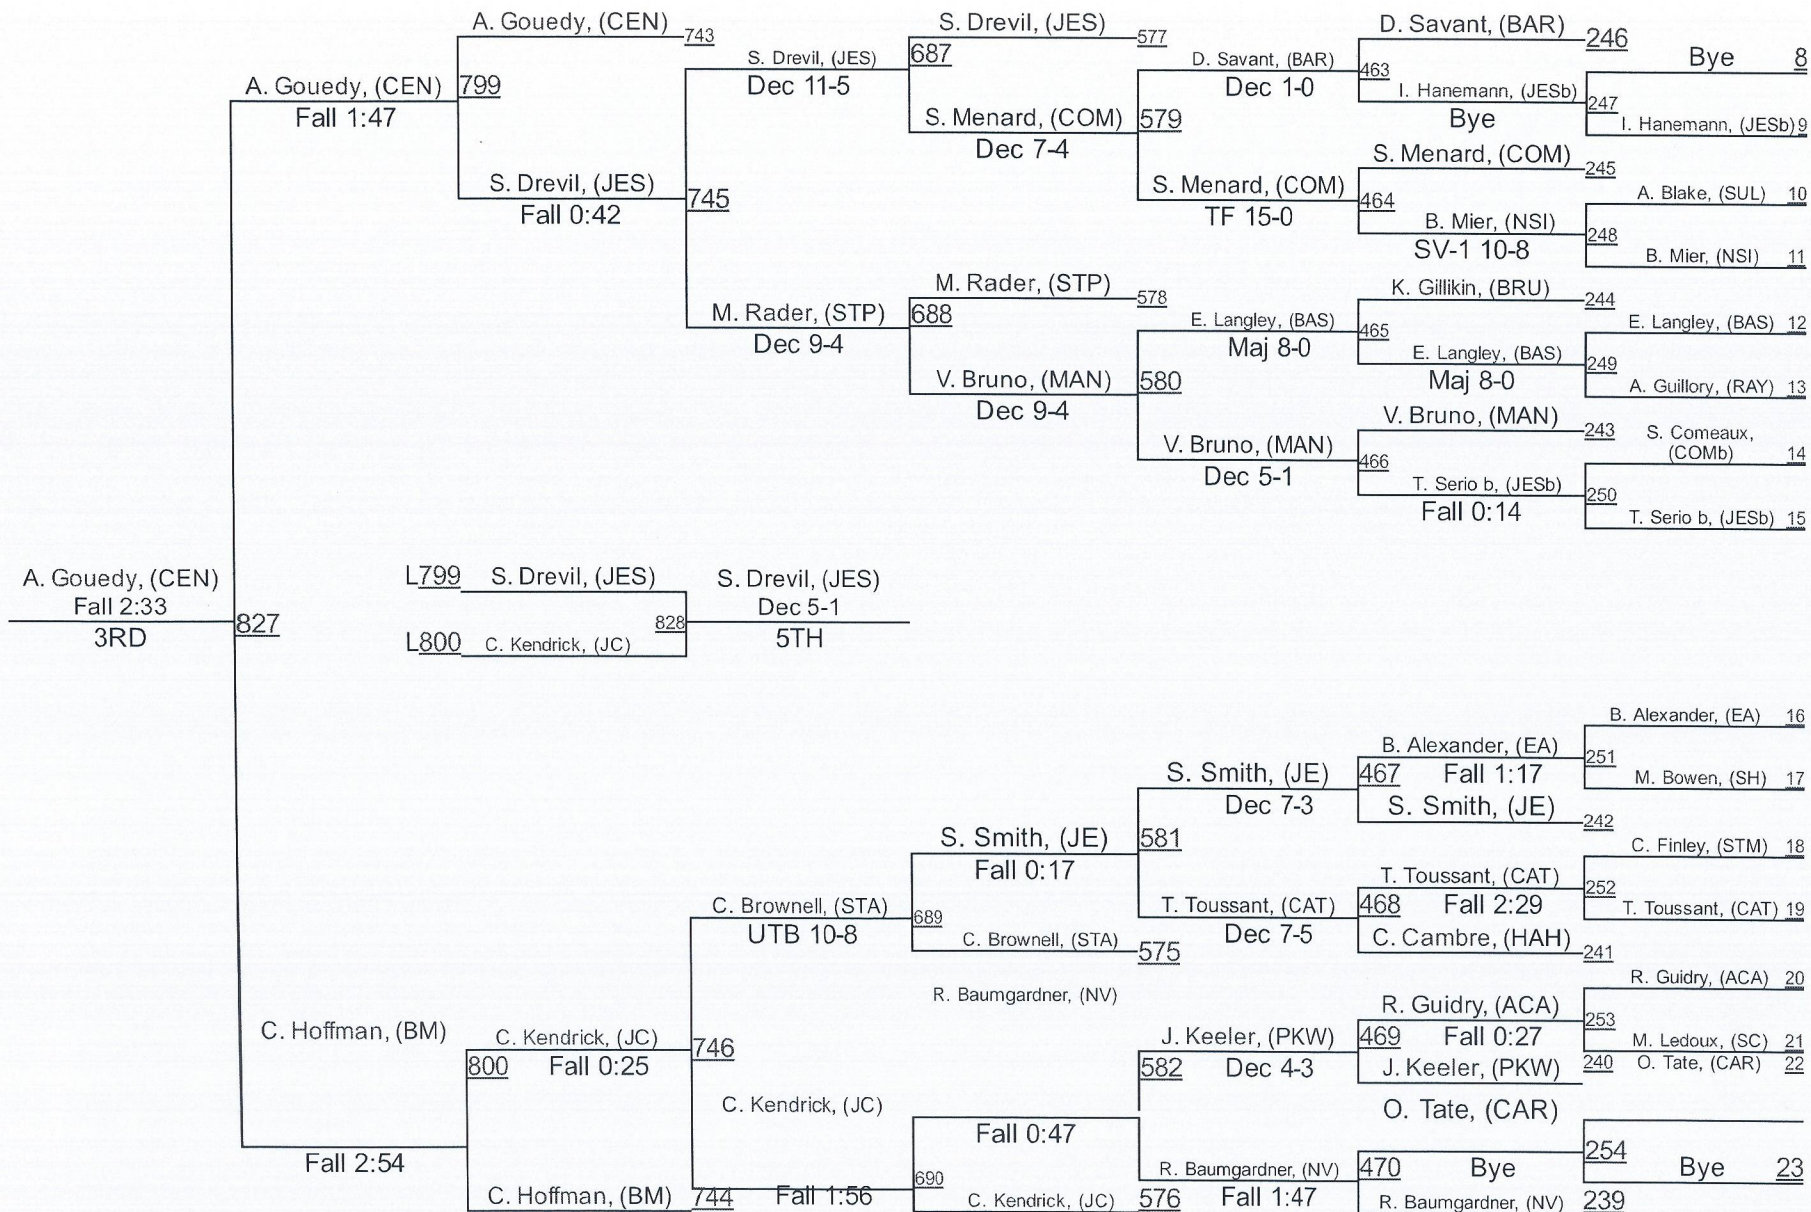 A. Gouedy, (CEN)
743
S. Drevil, (JES)
577
D. Savant, (BAR)
246
Bye
8
S. Drevil, (JES)
Dec 11-5
687
D. Savant, (BAR)
Dec 1-0
463
I. Hanemann, (JESb)
Bye
247
I. Hanemann, (JESb)
9
A. Gouedy, (CEN)
Fall 1:47
799
S. Menard, (COM)
Dec 7-4
579
S. Menard, (COM)
245
A. Blake, (SUL)
10
S. Drevil, (JES)
Fall 0:42
745
S. Menard, (COM)
TF 15-0
464
B. Mier, (NSI)
SV-1 10-8
248
B. Mier, (NSI)
11
M. Rader, (STP)
578
K. Gillikin, (BRU)
244
E. Langley, (BAS)
12
M. Rader, (STP)
Dec 9-4
688
E. Langley, (BAS)
Maj 8-0
465
E. Langley, (BAS)
Maj 8-0
249
A. Guillory, (RAY)
13
V. Bruno, (MAN)
Dec 9-4
580
V. Bruno, (MAN)
243
S. Comeaux,
(COMb)
14
V. Bruno, (MAN)
Dec 5-1
466
T. Serio b, (JESb)
Fall 0:14
250
T. Serio b, (JESb)
15
A. Gouedy, (CEN)
Fall 2:33
3RD
827
L799
S. Drevil, (JES)
L800
C. Kendrick, (JC)
828
S. Drevil, (JES)
Dec 5-1
5TH
B. Alexander, (EA)
16
B. Alexander, (EA)
Fall 1:17
251
M. Bowen, (SH)
17
S. Smith, (JE)
Dec 7-3
467
S. Smith, (JE)
242
S. Smith, (JE)
Fall 0:17
581
C. Finley, (STM)
18
T. Toussant, (CAT)
Fall 2:29
252
T. Toussant, (CAT)
19
C. Brownell, (STA)
UTB 10-8
689
T. Toussant, (CAT)
Dec 7-5
468
C. Cambre, (HAH)
241
C. Brownell, (STA)
575
R. Baumgardner, (NV)
R. Guidry, (ACA)
20
R. Guidry, (ACA)
Fall 0:27
253
M. Ledoux, (SC)
21
C. Hoffman, (BM)
C. Kendrick, (JC)
Fall 0:25
746
800
J. Keeler, (PKW)
Dec 4-3
469
582
J. Keeler, (PKW)
240
O. Tate, (CAR)
22
C. Kendrick, (JC)
O. Tate, (CAR)
Fall 0:47
Fall 2:54
Bye
254
Bye
23
R. Baumgardner, (NV)
Fall 1:47
470
C. Hoffman, (BM)
744
Fall 1:56
690
C. Kendrick, (JC)
576
R. Baumgardner, (NV)
239